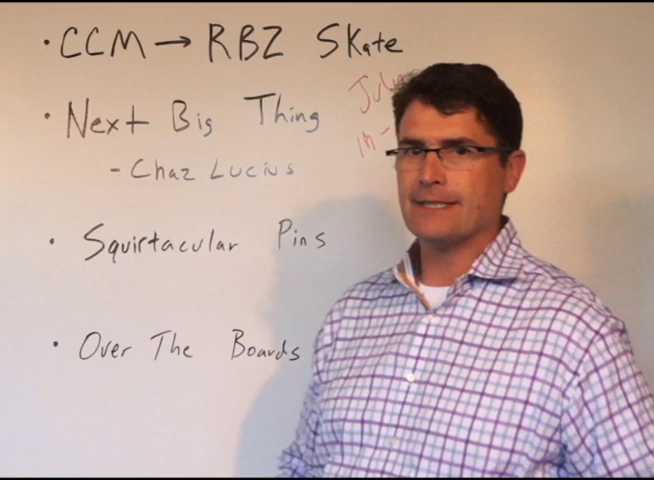 • CCM → RBZ Skate
• Next Big Thing
- Chaz Lucius
• Squirtacular Pins
• Over The Boards